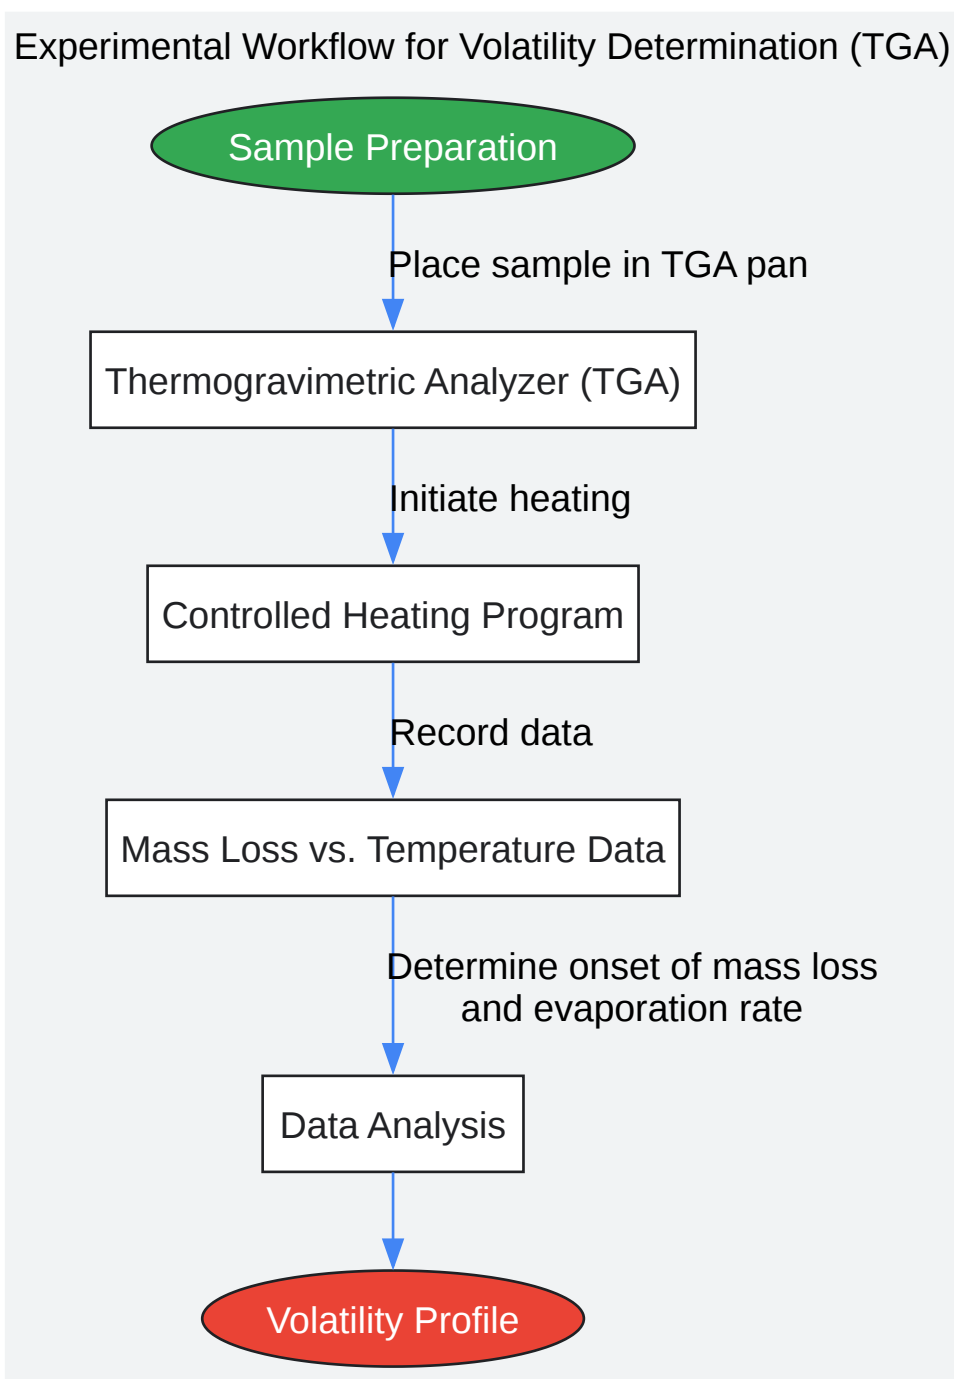 Experimental Workflow for Volatility Determination (TGA)
Sample Preparation
Place sample in TGA pan
Thermogravimetric Analyzer (TGA)
Initiate heating
Controlled Heating Program
Record data
Mass Loss vs. Temperature Data
Determine onset of mass loss
and evaporation rate
Data Analysis
Volatility Profile